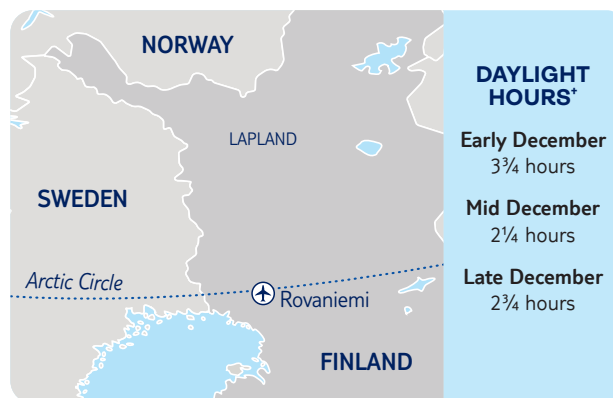 NORWAY
LAPLAND
SWEDEN
Arctic Circle
Rovaniemi
FINLAND
DAYLIGHT
HOURS†
Early December
3¾ hours
Mid December
2¼ hours
Late December
2¾ hours